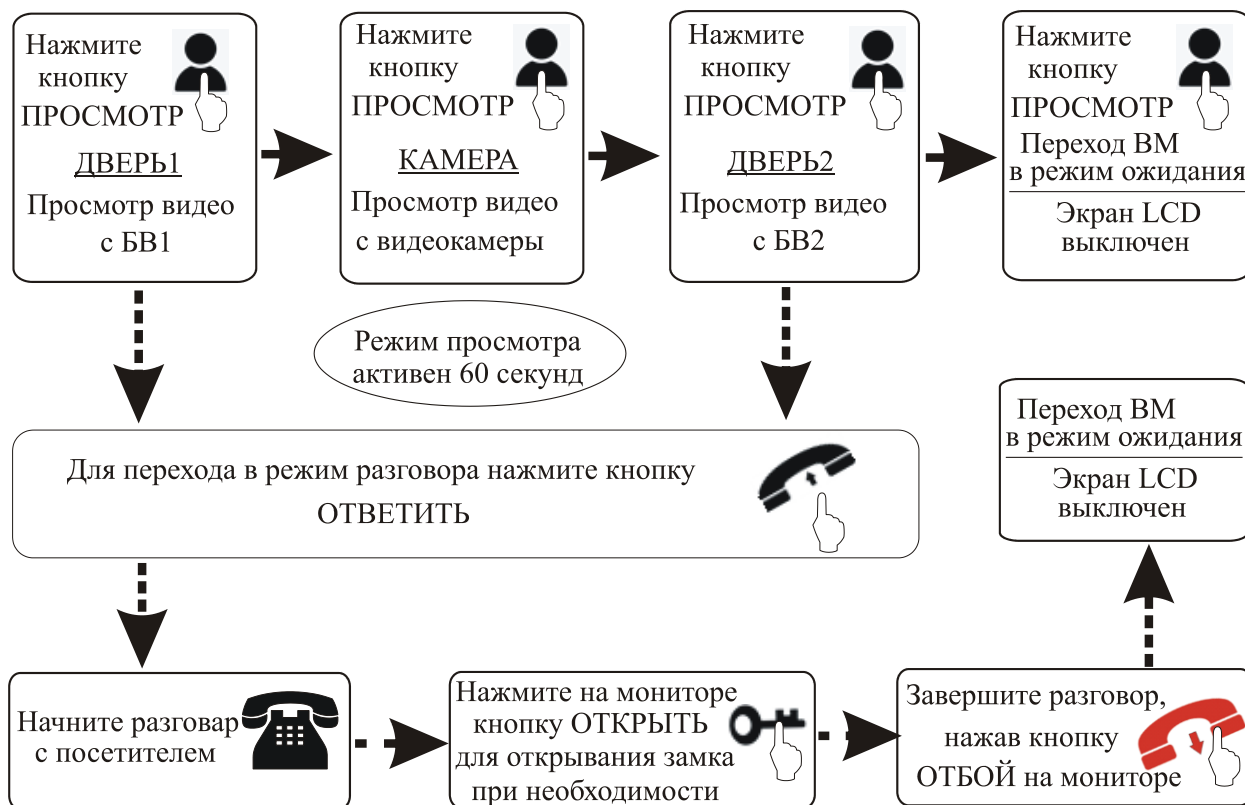 Нажмите
кнопку
ПРОСМОТР
ДВЕРЬ1
Просмотр видео
с БВ1
Нажмите
кнопку
ПРОСМОТР
КАМЕРА
Просмотр видео
с видеокамеры
Нажмите
кнопку
ПРОСМОТР
ДВЕРЬ2
Просмотр видео
с БВ2
Нажмите
кнопку
ПРОСМОТР
Переход ВМ
в режим ожидания
Экран LCD
выключен
Режим просмотра
активен 60 секунд
Для перехода в режим разговора нажмите кнопку
ОТВЕТИТЬ
Переход ВМ
в режим ожидания
Экран LCD
выключен
Начните разговар
с посетителем
Нажмите на мониторе
кнопку ОТКРЫТЬ
для открывания замка
при необходимости
Завершите разговор,
нажав кнопку
ОТБОЙ на мониторе